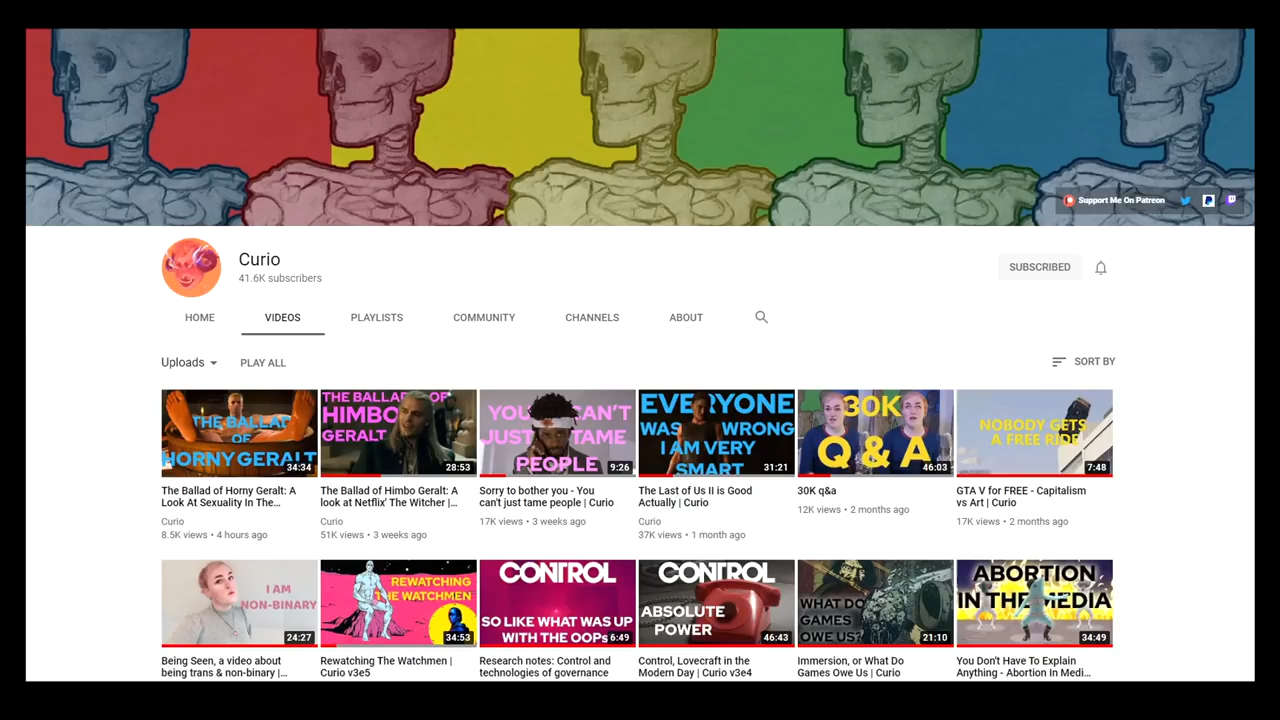 Support Me On Patreon
Curio
41.6K subscribers
SUBSCRIBED
HOME
VIDEOS
PLAYLISTS
COMMUNITY
CHANNELS
ABOUT
Uploads
PLAY ALL
SORT BY
THE BALLAD
OF
HORNY GERALT
34:34
The Ballad of Horny Geralt: A
Look At Sexuality In The...
Curio
8.5K views • 4 hours ago
THE BALLAD OF
HIMBO
GERALT
28:53
The Ballad of Himbo Geralt: A
look at Netflix' The Witcher |...
Curio
51K views • 3 weeks ago
YOU CAN'T
JUST TAME
PEOPLE
9:26
Sorry to bother you - You
can't just tame people | Curio
17K views • 3 weeks ago
EVERYONE
WAS WRONG
I AM VERY
SMART
31:21
The Last of Us II is Good
Actually | Curio
Curio
37K views • 1 month ago
30K
Q & A
46:03
30K q&a
12K views • 2 months ago
NOBODY GETS
A FREE RIDE
7:48
GTA V for FREE - Capitalism
vs Art | Curio
17K views • 2 months ago
I AM
NON-BINARY
24:27
Being Seen, a video about
being trans & non-binary |...
REWATCHING
THE WATCHMEN
34:53
Rewatching The Watchmen |
Curio v3e5
CONTROL
SO LIKE WHAT WAS UP
WITH THE OOPs
6:49
Research notes: Control and
technologies of governance
CONTROL
ABSOLUTE
POWER
46:43
Control, Lovecraft in the
Modern Day | Curio v3e4
WHAT DO
GAMES
OWE US?
21:10
Immersion, or What Do
Games Owe Us | Curio
ABORTION
IN THE MEDIA
34:49
You Don't Have To Explain
Anything - Abortion In Medi...